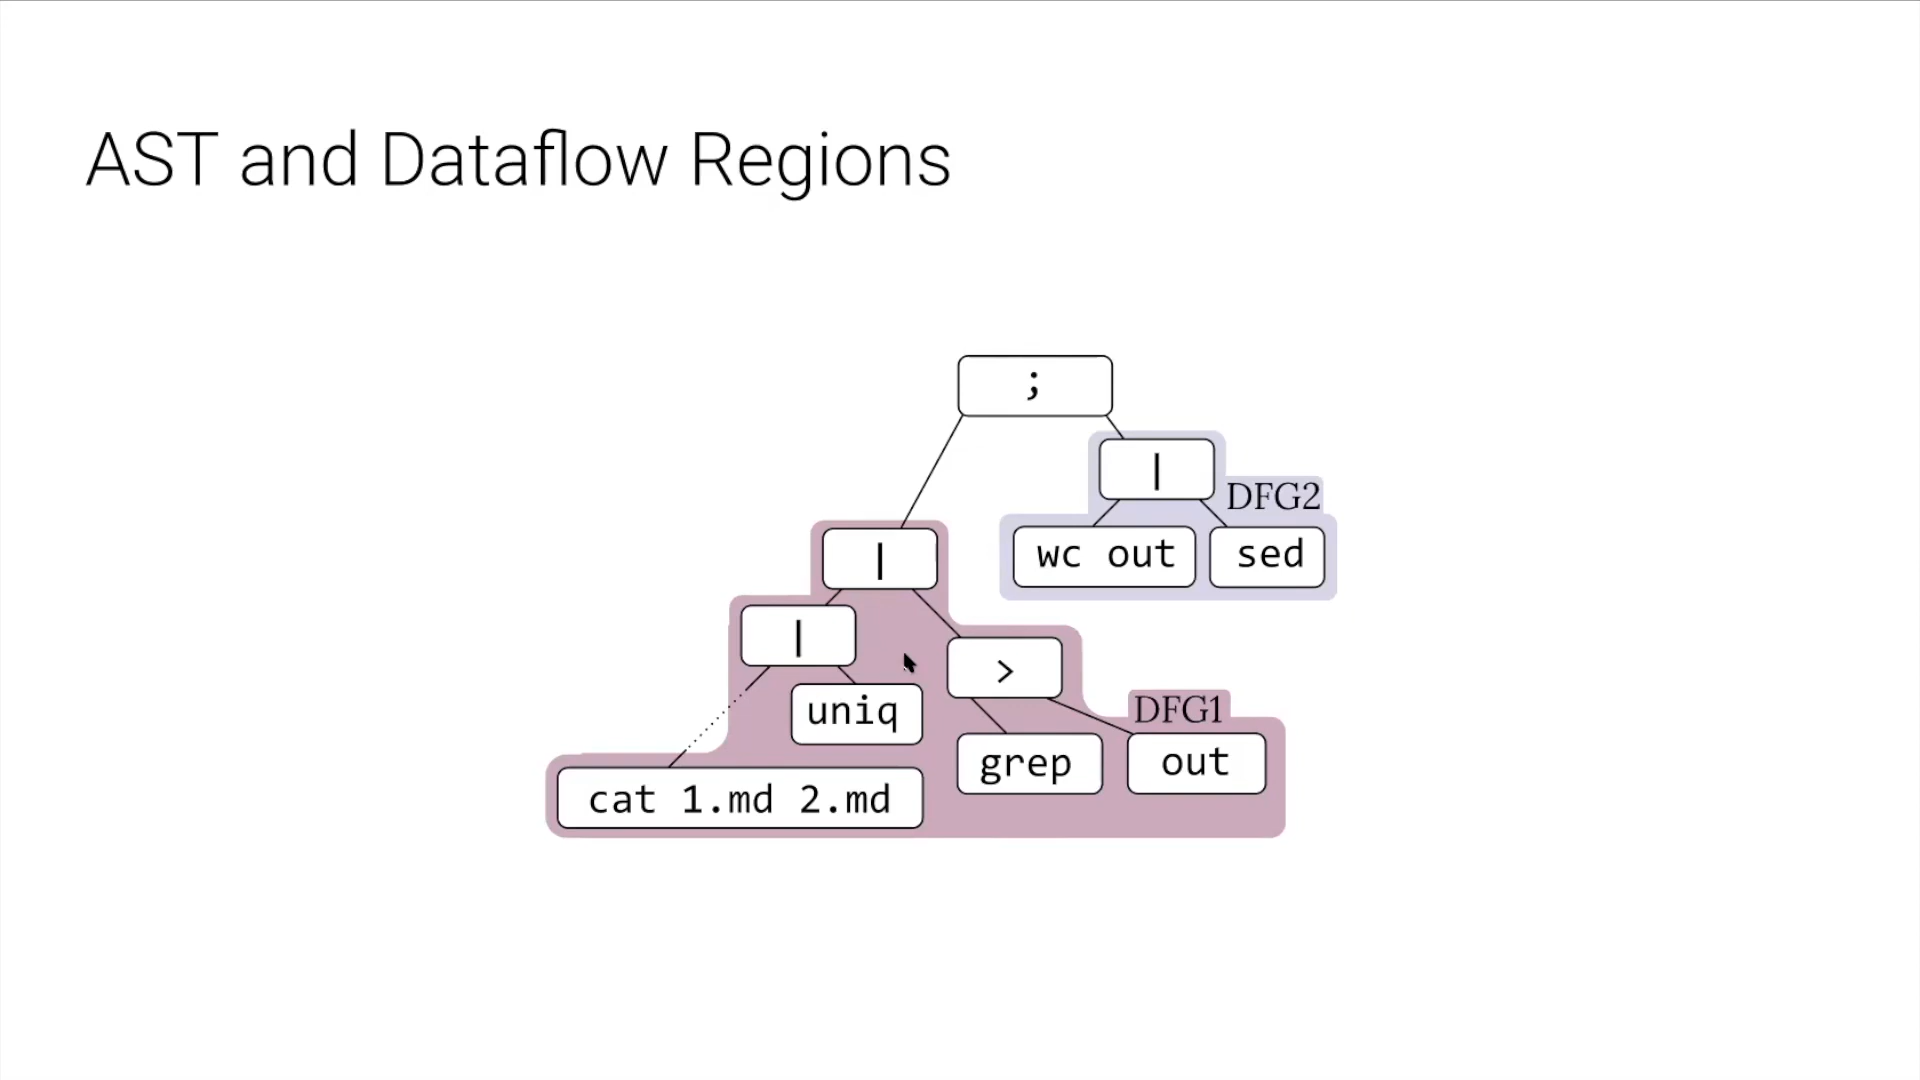 AST and Dataflow Regions
;
|
DFG2
wc out
sed
|
|
>
uniq
DFG1
grep
out
cat 1.md 2.md